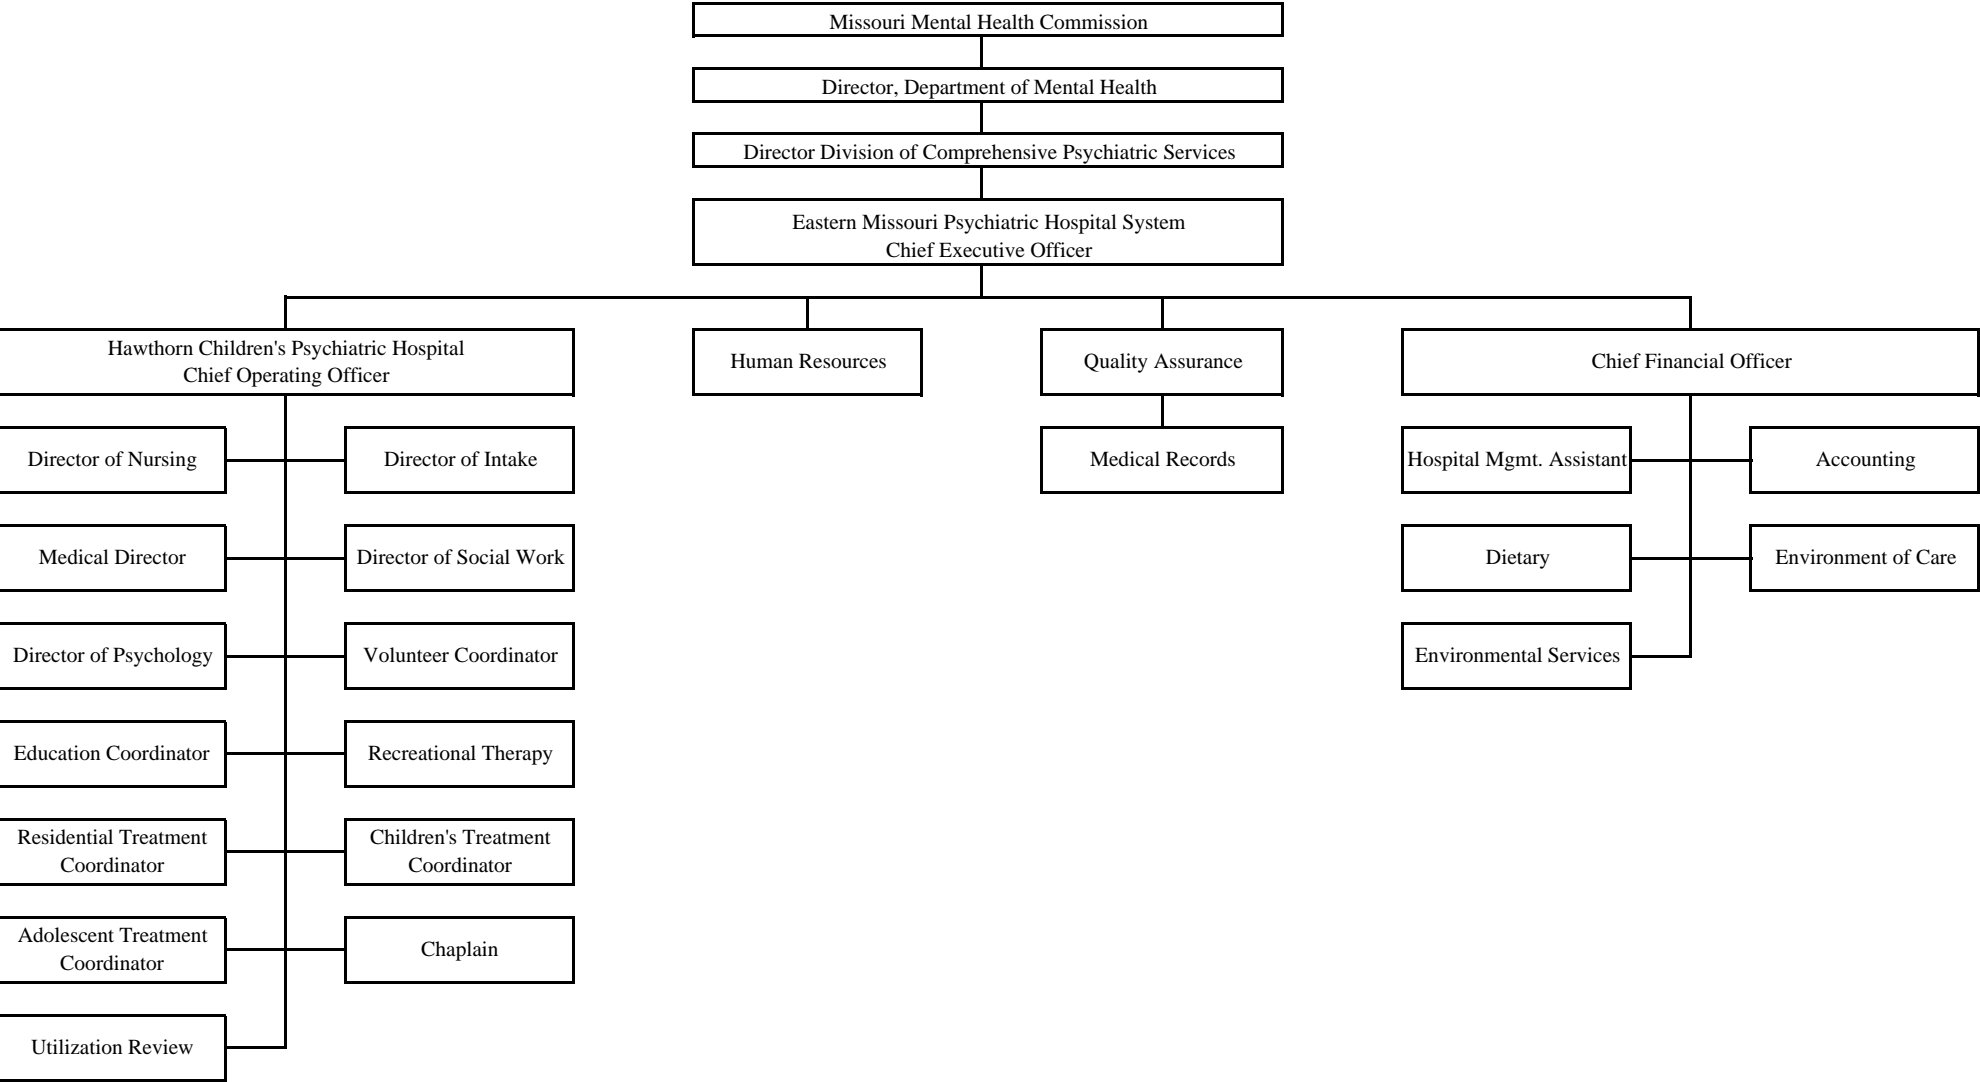 Missouri Mental Health Commission
Director, Department of Mental Health
Director Division of Comprehensive Psychiatric Services
Eastern Missouri Psychiatric Hospital System
Chief Executive Officer
Hawthorn Children's Psychiatric Hospital
Chief Operating Officer
Human Resources
Quality Assurance
Chief Financial Officer
Director of Nursing
Director of Intake
Medical Records
Hospital Mgmt. Assistant
Accounting
Medical Director
Director of Social Work
Dietary
Environment of Care
Director of Psychology
Volunteer Coordinator
Environmental Services
Education Coordinator
Recreational Therapy
Residential Treatment
Coordinator
Children's Treatment
Coordinator
Adolescent Treatment
Coordinator
Chaplain
Utilization Review